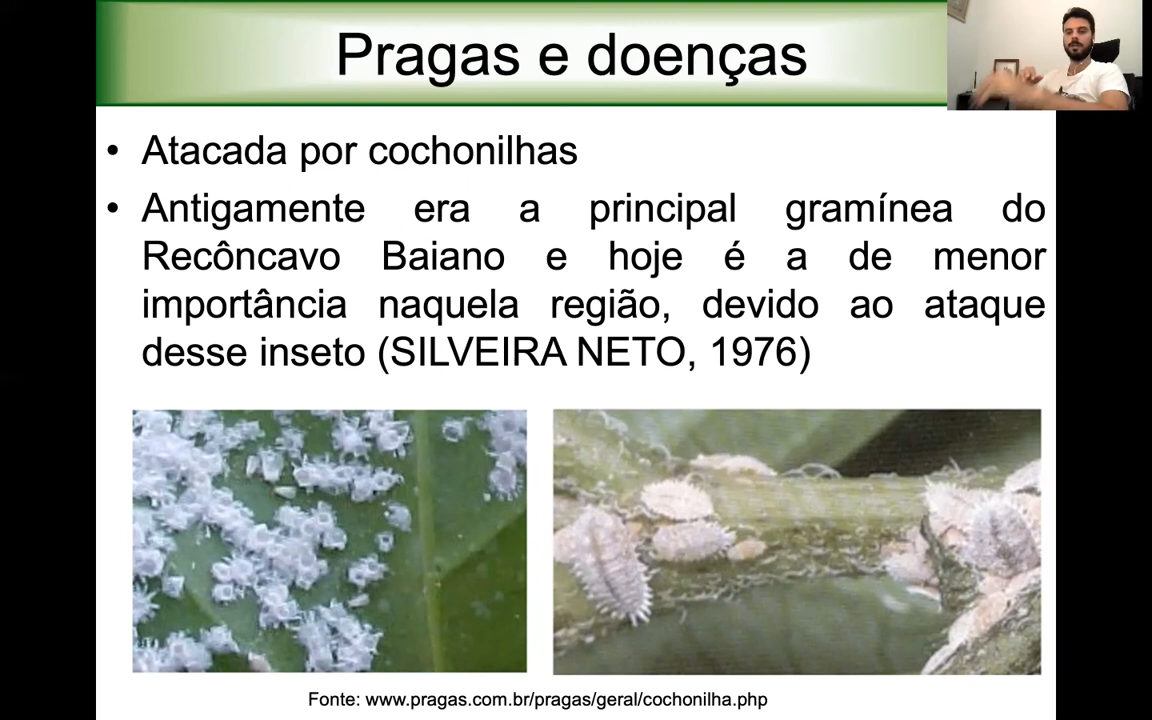 Pragas e doenças
• Atacada por cochonilhas
• Antigamente era a principal gramínea do
Recôncavo Baiano e hoje é a de menor
importância naquela região, devido ao ataque
desse inseto (SILVEIRA NETO, 1976)
Fonte: www.pragas.com.br/pragas/geral/cochonilha.php